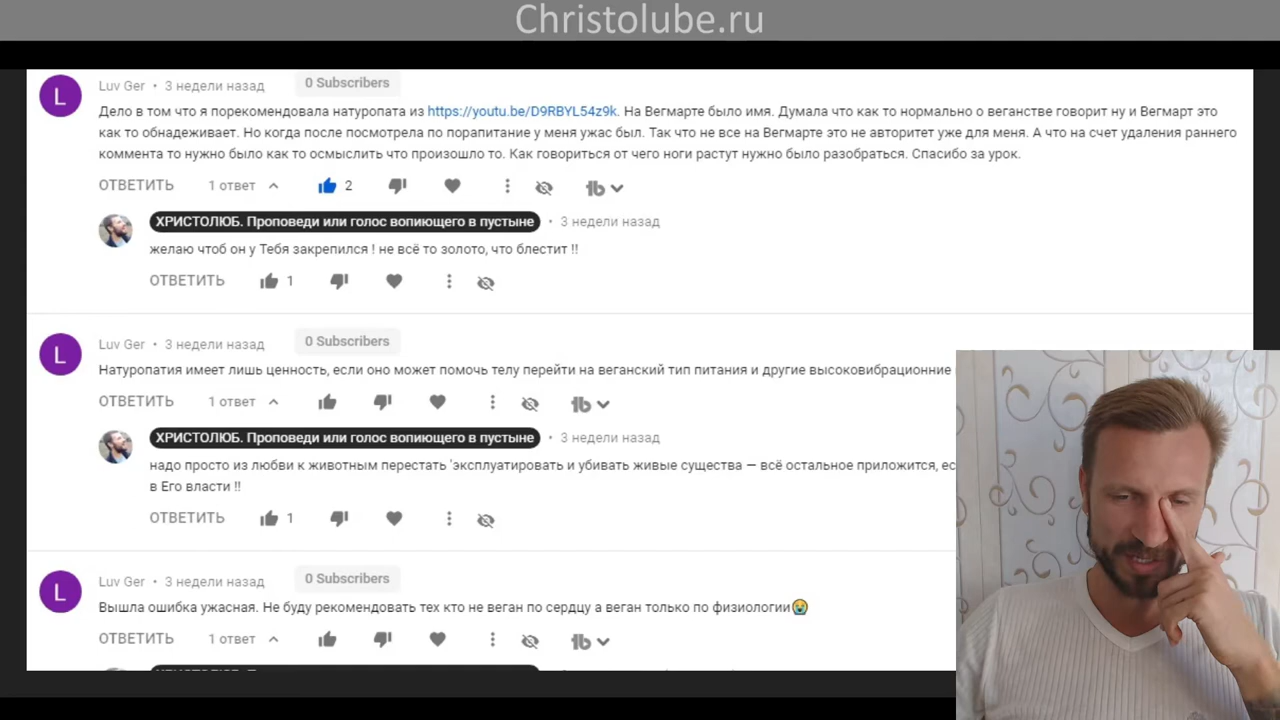 Christolube.ru
L
Luv Ger • 3 недели назад
0 Subscribers
Дело в том что я порекомендовала натуропата из https://youtu.be/D9RBYL54z9k. На Вегмарте было имя. Думала что как то нормально о веганстве говорит ну и Вегмарт это
как то обнадеживает. Но когда после посмотрела по порапитание у меня ужас был. Так что не все на Вегмарте это не авторитет уже для меня. А что на счет удаления раннего
коммента то нужно было как то осмыслить что произошло то. Как говориться от чего ноги растут нужно было разобраться. Спасибо за урок.
ОТВЕТИТЬ 1 ответ 2
ХРИСТОЛЮБ. Проповеди или голос вопиющего в пустыне • 3 недели назад
желаю чтоб он у Тебя закрепился ! не всё то золото, что блестит !!
ОТВЕТИТЬ 1
L
Luv Ger • 3 недели назад
0 Subscribers
Натуропатия имеет лишь ценность, если оно может помочь телу перейти на веганский тип питания и другие высоковибрационние
ОТВЕТИТЬ 1 ответ
ХРИСТОЛЮБ. Проповеди или голос вопиющего в пустыне • 3 недели назад
надо просто из любви к животным перестать 'эксплуатировать и убивать живые существа — всё остальное приложится, ес
в Его власти !!
ОТВЕТИТЬ 1
L
Luv Ger • 3 недели назад
0 Subscribers
Вышла ошибка ужасная. Не буду рекомендовать тех кто не веган по сердцу а веган только по физиологии😭
ОТВЕТИТЬ 1 ответ